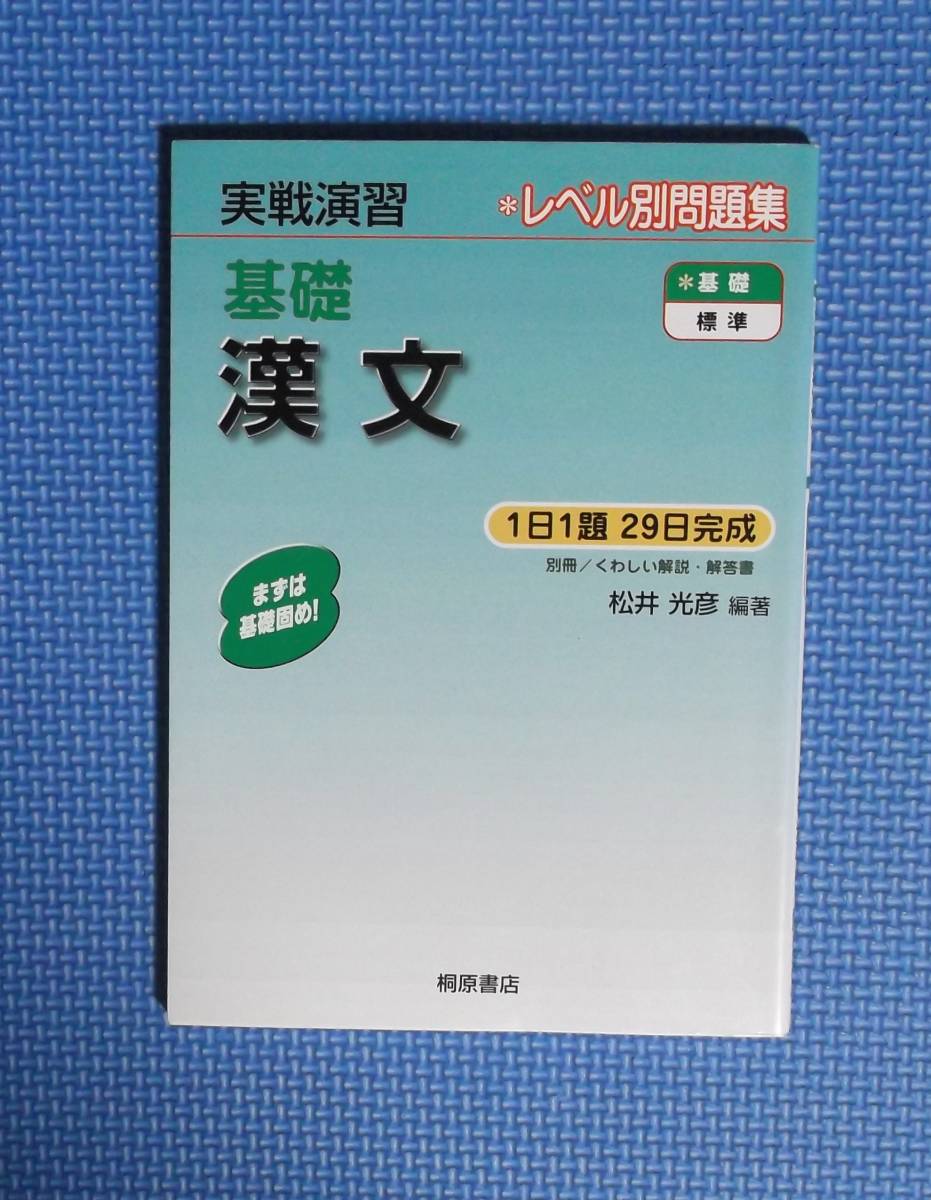 実戦演習
*レベル別問題集
基礎
*基礎
標準
漢文
1日1題 29日完成
別冊/くわしい解説・解答書
松井 光彦 編著
まずは
基礎固め!
桐原書店